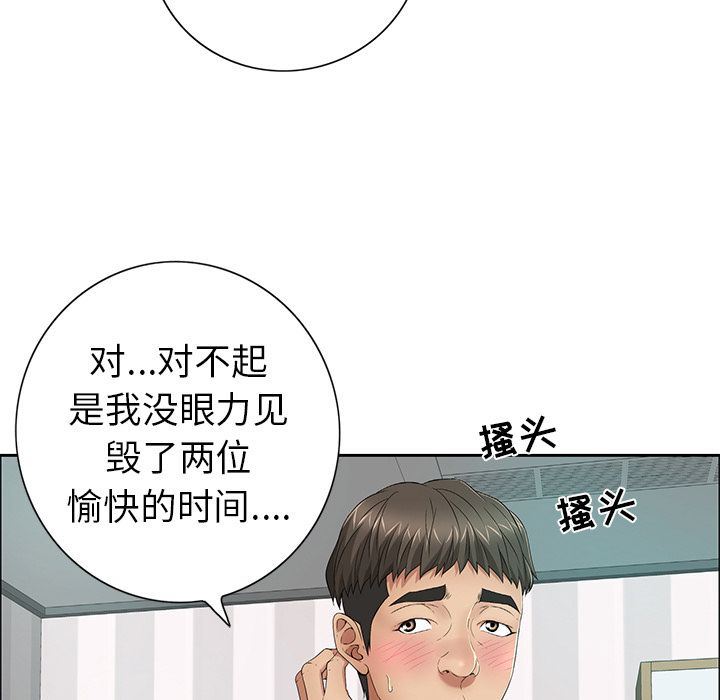 对...对不起
是我没眼力见
毁了两位
愉快的时间....
搔头
搔头